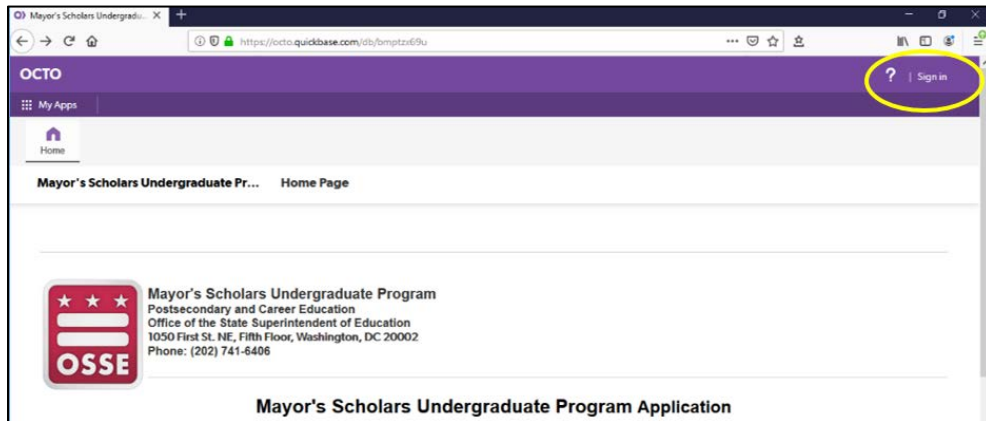 Mayor's Scholars Undergradu...
https://octo.quickbase.com/db/bmptzx69u
OCTO
? | Sign in
My Apps
Home
Mayor's Scholars Undergraduate Pr... Home Page
Mayor's Scholars Undergraduate Program
Postsecondary and Career Education
Office of the State Superintendent of Education
1050 First St. NE, Fifth Floor, Washington, DC 20002
Phone: (202) 741-6406
OSSE
Mayor's Scholars Undergraduate Program Application